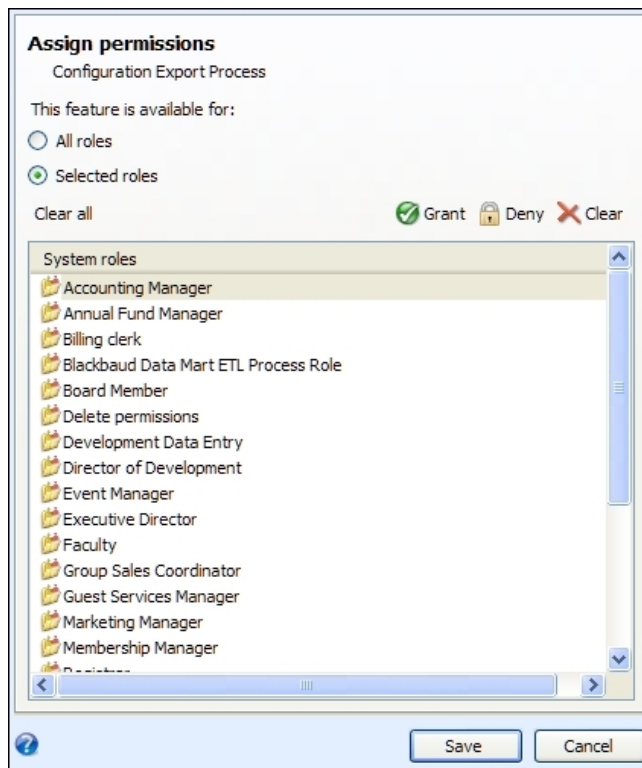 Assign permissions
Configuration Export Process
This feature is available for:
All roles
Selected roles
Clear all Grant Deny Clear
System roles
Accounting Manager
Annual Fund Manager
Billing clerk
Blackbaud Data Mart ETL Process Role
Board Member
Delete permissions
Development Data Entry
Director of Development
Event Manager
Executive Director
Faculty
Group Sales Coordinator
Guest Services Manager
Marketing Manager
Membership Manager
Save Cancel